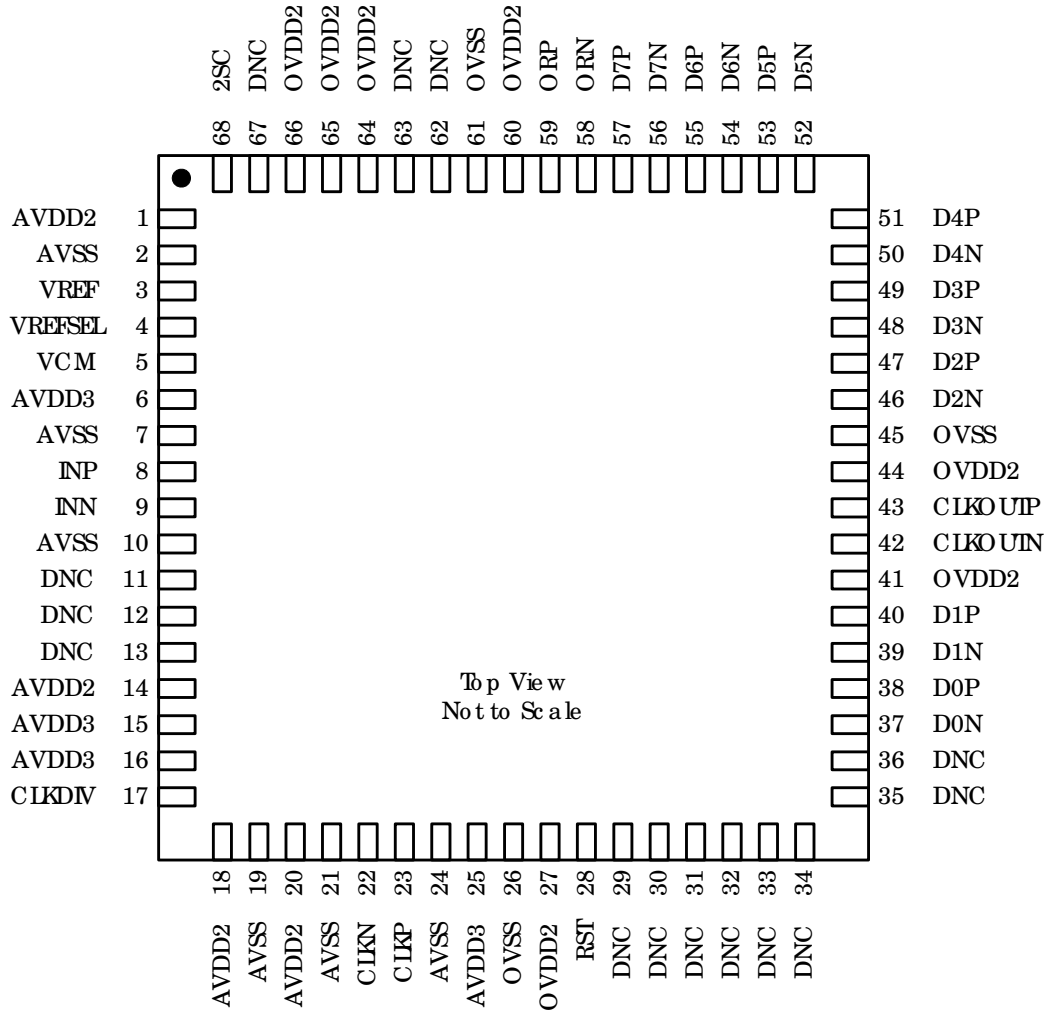 2SC
DNC
OVDD2
OVDD2
OVDD2
DNC
DNC
OVSS
OVDD2
ORP
ORN
D7P
D7N
D6P
D6N
D5P
D5N
68
67
66
65
64
63
62
61
60
59
58
57
56
55
54
53
52
AVDD2 1
AVSS 2
VREF 3
VREFSEL 4
VCM 5
AVDD3 6
AVSS 7
INP 8
INN 9
AVSS 10
DNC 11
DNC 12
DNC 13
AVDD2 14
AVDD3 15
AVDD3 16
CLKDIV 17
Top View
Not to Scale
51 D4P
50 D4N
49 D3P
48 D3N
47 D2P
46 D2N
45 OVSS
44 OVDD2
43 CLKOUTP
42 CLKOUTN
41 OVDD2
40 D1P
39 D1N
38 D0P
37 D0N
36 DNC
35 DNC
18
19
20
21
22
23
24
25
26
27
28
29
30
31
32
33
34
AVDD2
AVSS
AVDD2
AVSS
CLKN
CLKP
AVSS
AVDD3
OVSS
OVDD2
RST
DNC
DNC
DNC
DNC
DNC
DNC